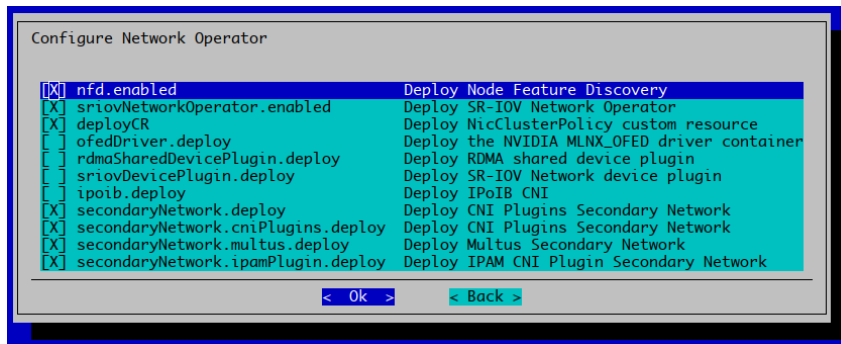 Configure Network Operator
[X] nfd.enabled Deploy Node Feature Discovery
[X] sriovNetworkOperator.enabled Deploy SR-IOV Network Operator
[X] deployCR Deploy NicClusterPolicy custom resource
[ ] ofedDriver.deploy Deploy the NVIDIA MLNX_OFED driver container
[ ] rdmaSharedDevicePlugin.deploy Deploy RDMA shared device plugin
[ ] sriovDevicePlugin.deploy Deploy SR-IOV Network device plugin
[ ] ipoib.deploy Deploy IPoIB CNI
[X] secondaryNetwork.deploy Deploy CNI Plugins Secondary Network
[X] secondaryNetwork.cniPlugins.deploy Deploy CNI Plugins Secondary Network
[X] secondaryNetwork.multus.deploy Deploy Multus Secondary Network
[X] secondaryNetwork.ipamPlugin.deploy Deploy IPAM CNI Plugin Secondary Network
< Ok > < Back >